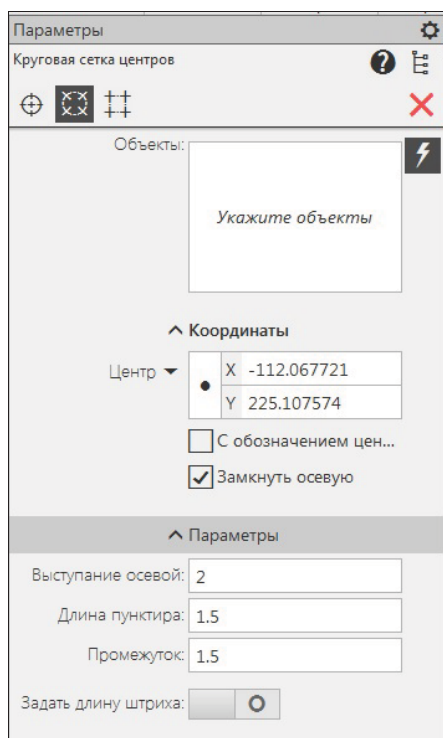 Параметры
Круговая сетка центров
Объекты:
Укажите объекты
Координаты
Центр X -112.067721
Y 225.107574
С обозначением цен...
Замкнуть осевую
Параметры
Выступание осевой: 2
Длина пунктира: 1.5
Промежуток: 1.5
Задать длину штриха: